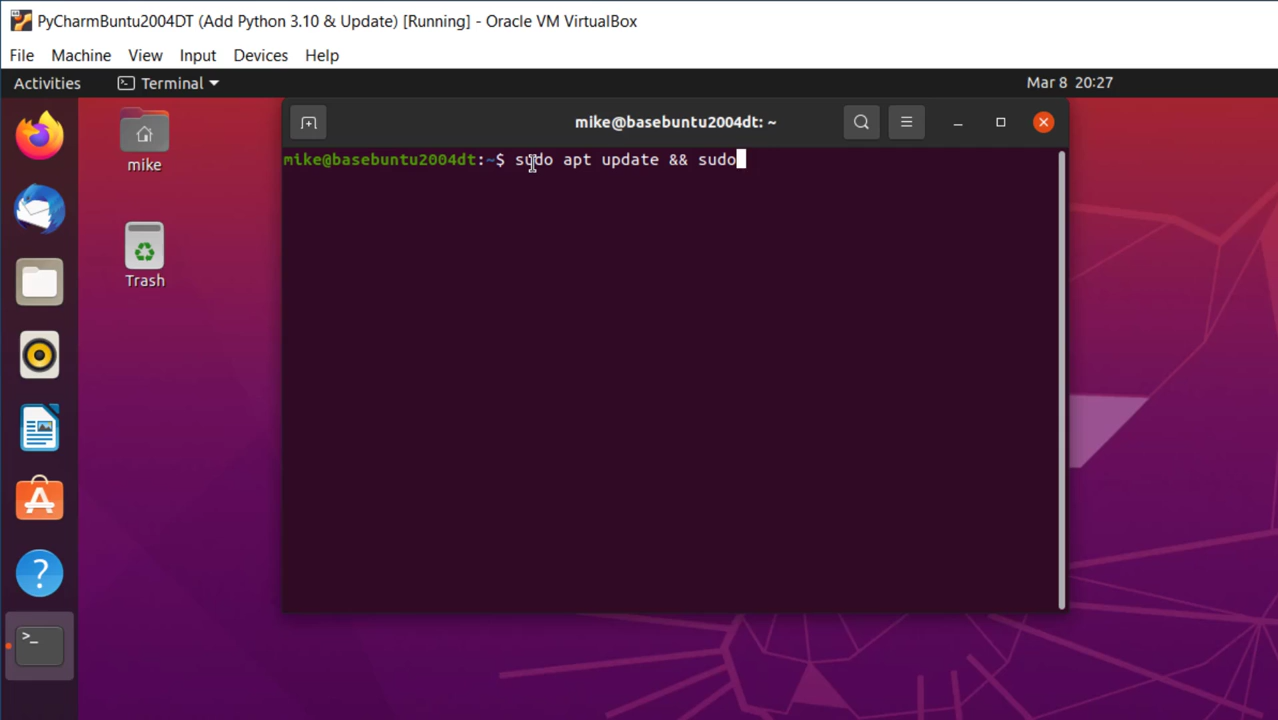 PyCharmBuntu2004DT (Add Python 3.10 & Update) [Running] - Oracle VM VirtualBox
File Machine View Input Devices Help
Activities Terminal Mar 8 20:27
mike@basebuntu2004dt: ~
mike@basebuntu2004dt:~$ sudo apt update && sudo
mike
Trash
?
>_